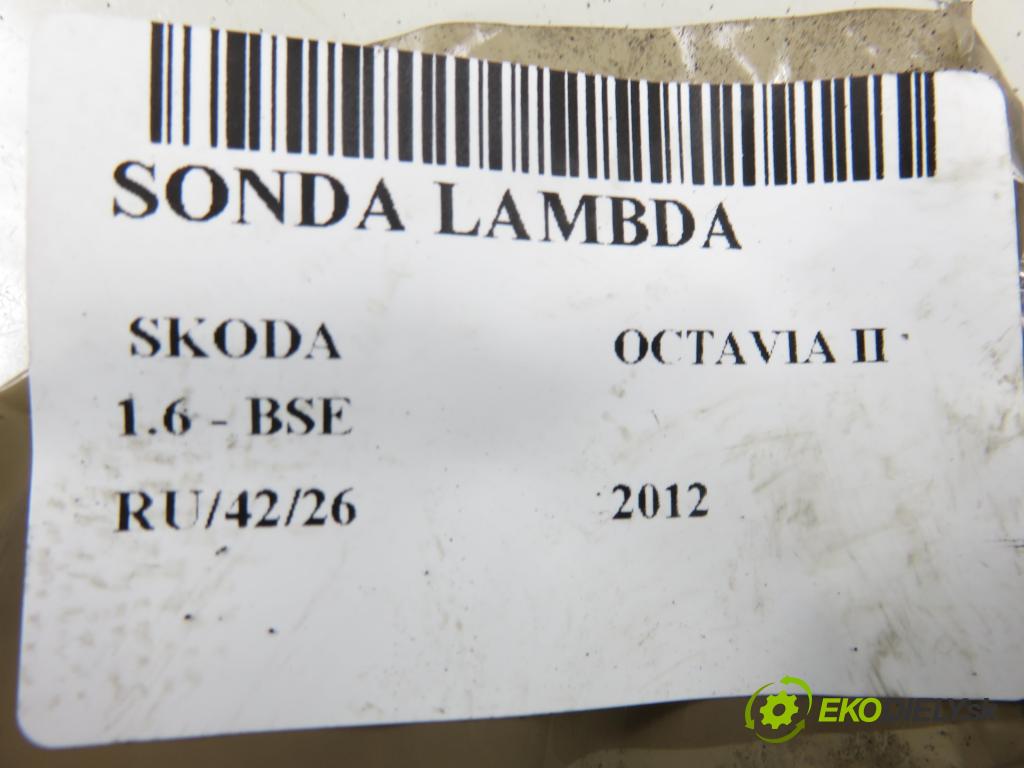 SONDA LAMBDA
SKODA OCTAVIA II
1.6 - BSE
RU/42/26 2012
EKODIELY.sk